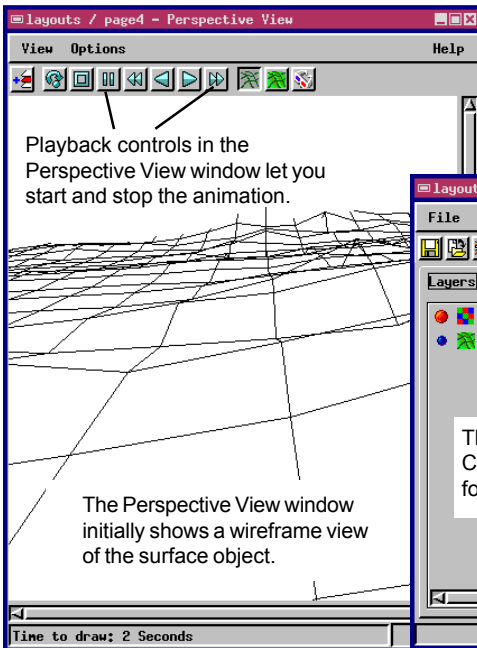 layouts / page4 - Perspective View
View Options Help
Playback controls in the
Perspective View window let you
start and stop the animation.
layout
File
Layers
The Perspective View window
initially shows a wireframe view
of the surface object.
Time to draw: 2 Seconds